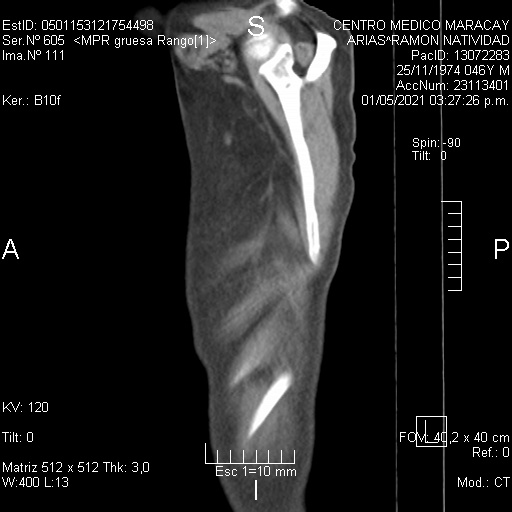 EstID: 0501153121754498
Ser.Nº 605 <MPR gruesa Rango[1]>
Ima.Nº 111
Ker.: B10f
S
CENTRO MEDICO MARACAY
ARIAS^RAMON NATIVIDAD
PacID: 13072283
25/11/1974 046Y M
AccNum: 23113401
01/05/2021 03:27:26 p.m.
Spin: -90
Tilt: 0
A
P
KV: 120
Tilt: 0
Matriz 512 x 512 Thk: 3,0
W:400 L:13
Esc 1=10 mm
I
FOV: 40,2 x 40 cm
Ref.: 0
Mod.: CT